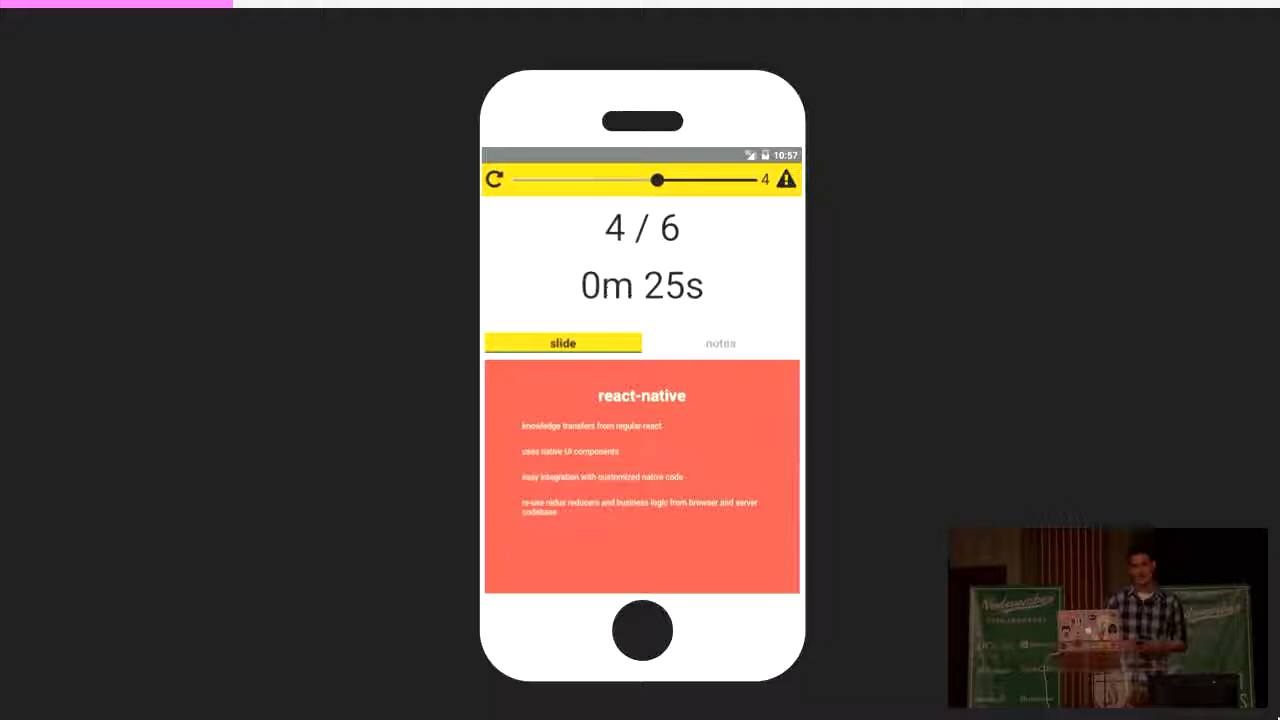 10:57
4
4 / 6
0m 25s
slide
notes
react-native
knowledge transfers from regular react
uses native UI components
easy integration with customized native code
re-use redux reducers and business logic from browser and server
codebase
Nodevember